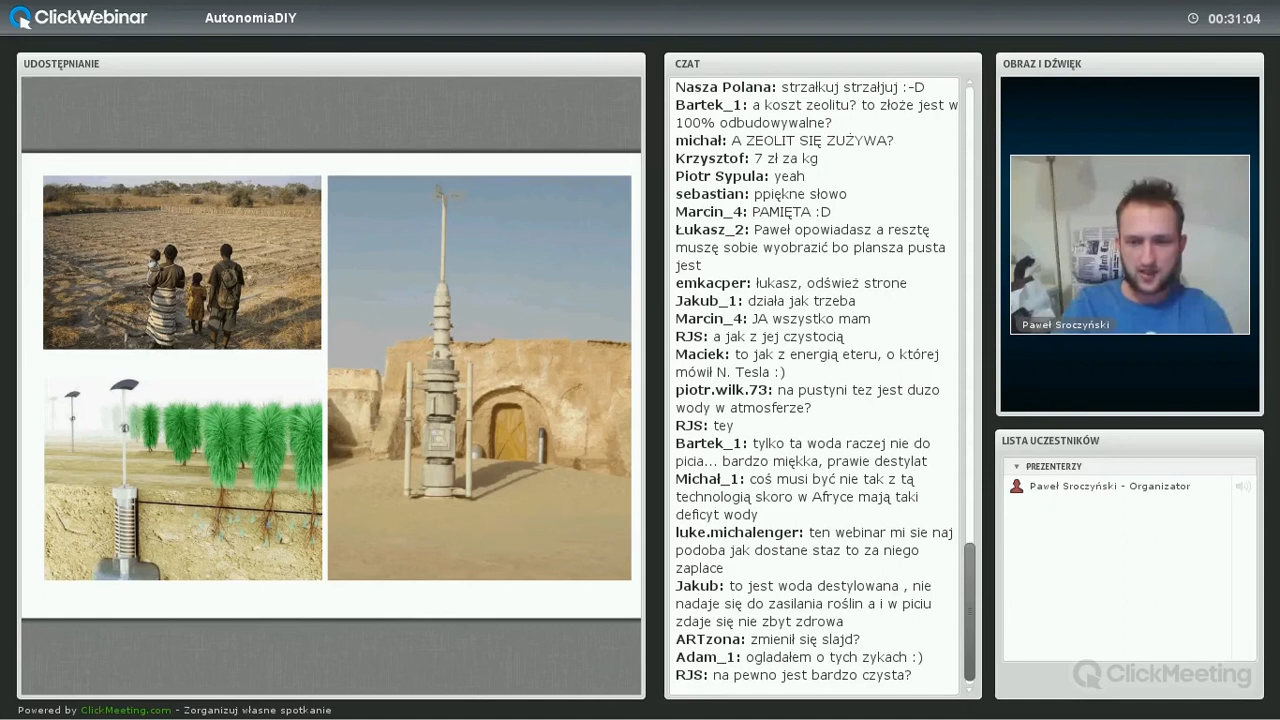 ClickWebinar
AutonomiaDIY
00:31:04
UDOSTĘPNIANIE
CZAT
Nasza Polana: strzałkuj strzałjuj :-D
Bartek_1: a koszt zeolitu? to złoże jest w
100% odbudowywalne?
michał: A ZEOLIT SIĘ ZUŻYWA?
Krzysztof: 7 zł za kg
Piotr Sypula: yeah
sebastian: ppiękne słowo
Marcin_4: PAMIĘTA :D
Łukasz_2: Paweł opowiadasz a resztę
muszę sobie wyobrazić bo plansza pusta
jest
emkacper: łukasz, odśwież strone
Jakub_1: działa jak trzeba
Marcin_4: JA wszystko mam
RJS: a jak z jej czystocią
Maciek: to jak z energią eteru, o której
mówił N. Tesla :)
piotr.wilk.73: na pustyni tez jest duzo
wody w atmosferze?
RJS: tey
Bartek_1: tylko ta woda raczej nie do
picia... bardzo miękka, prawie destylat
Michał_1: coś musi być nie tak z tą
technologią skoro w Afryce mają taki
deficyt wody
luke.michalenger: ten webinar mi sie naj
podoba jak dostane staz to za niego
zaplace
Jakub: to jest woda destylowana , nie
nadaje się do zasilania roślin a i w piciu
zdaje się nie zbyt zdrowa
ARTzona: zmienił się slajd?
Adam_1: ogladałem o tych zykach :)
RJS: na pewno jest bardzo czysta?
OBRAZ I DŹWIĘK
Paweł Sroczyński
LISTA UCZESTNIKÓW
PREZENTERZY
Paweł Sroczyński - Organizator
ClickMeeting
Powered by ClickMeeting.com - Zorganizuj własne spotkanie